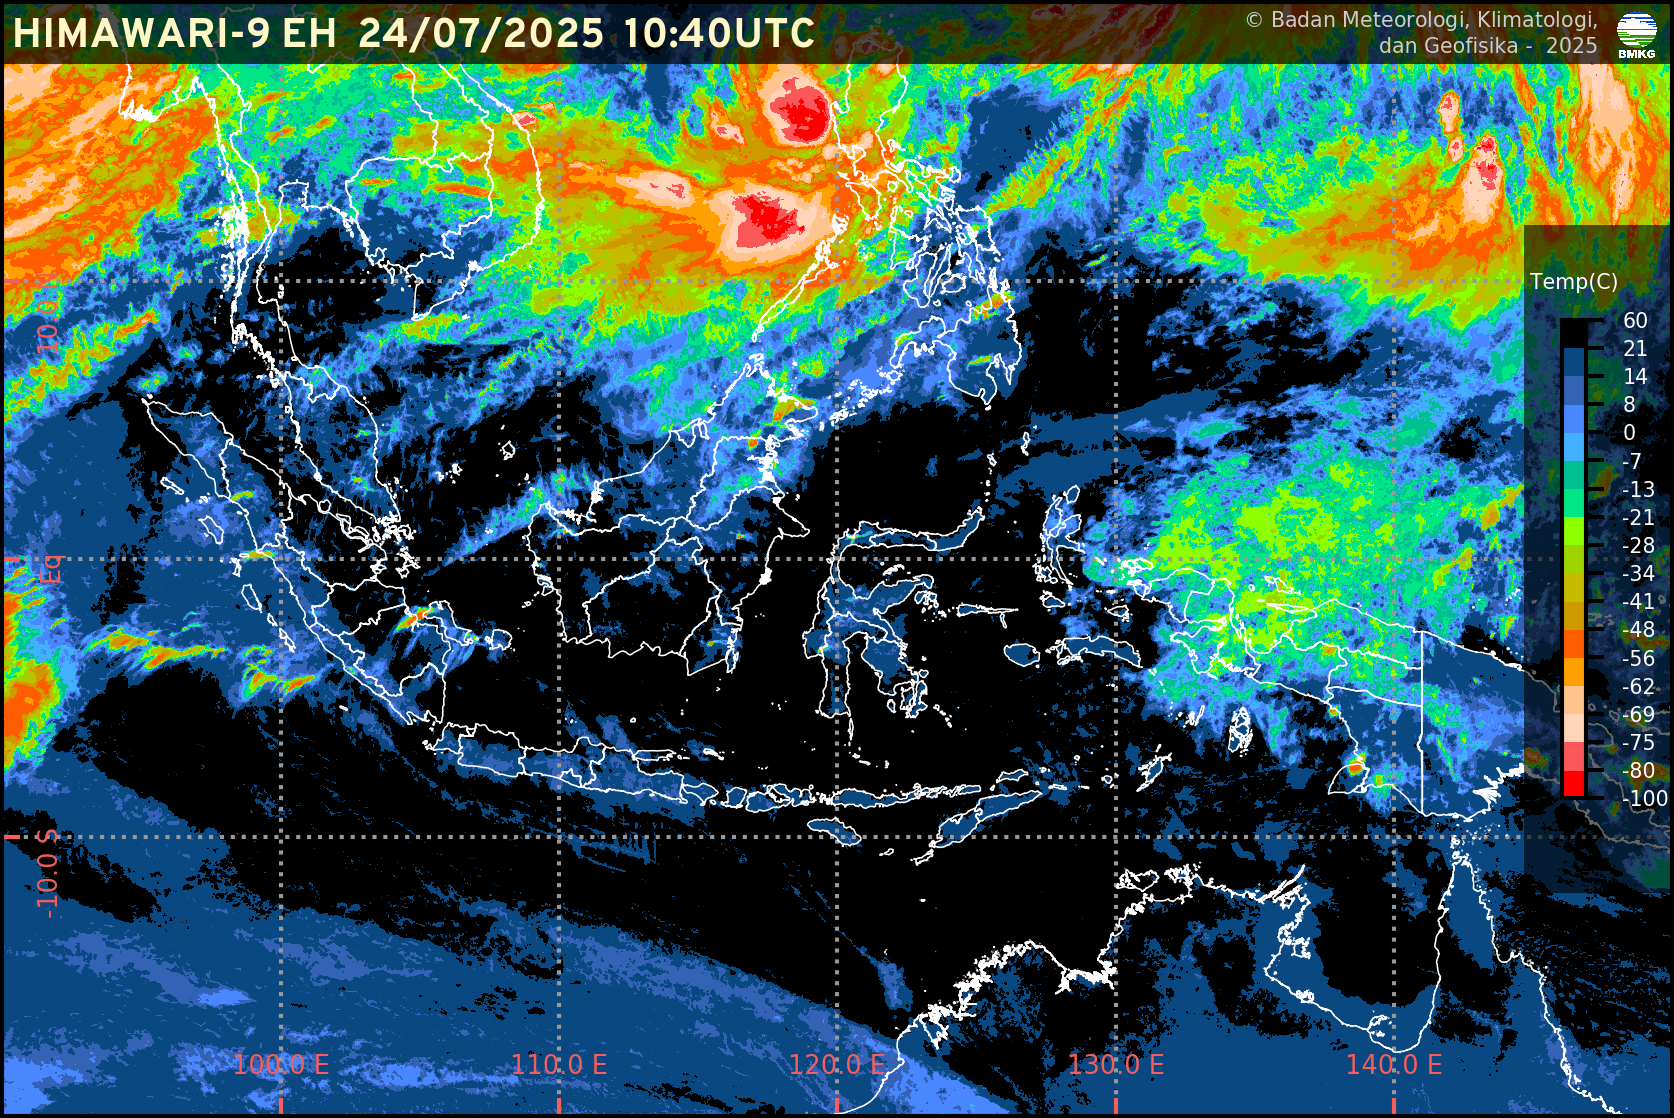 HIMAWARI-9 EH 24/07/2025 10:40UTC
© Badan Meteorologi, Klimatologi,
dan Geofisika - 2025
BMKG
Temp(C)
60
21
14
8
0
-7
-13
-21
-28
-34
-41
-48
-56
-62
-69
-75
-80
-100
10.0 N
Eq
-10.0 S
100.0 E
110.0 E
120.0 E
130.0 E
140.0 E